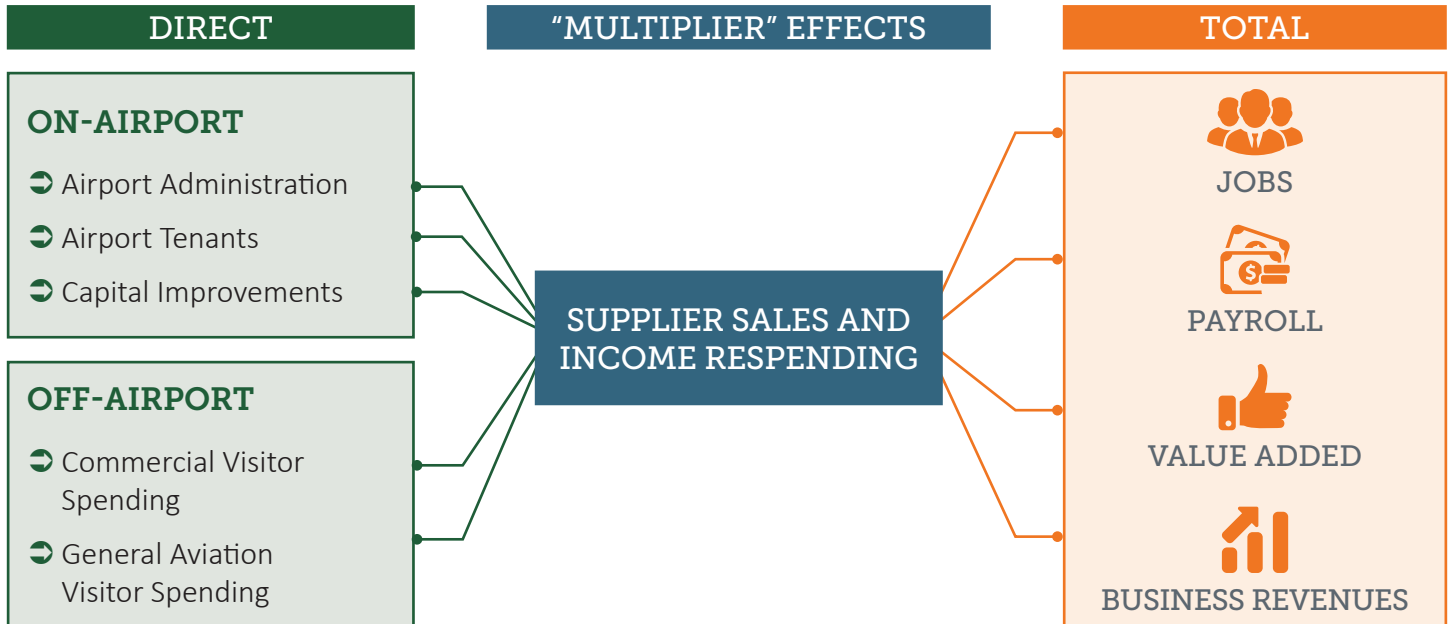 DIRECT
ON-AIRPORT
Airport Administration
Airport Tenants
Capital Improvements
OFF-AIRPORT
Commercial Visitor
Spending
General Aviation
Visitor Spending
“MULTIPLIER” EFFECTS
SUPPLIER SALES AND
INCOME RESPENDING
TOTAL
JOBS
$
PAYROLL
VALUE ADDED
BUSINESS REVENUES